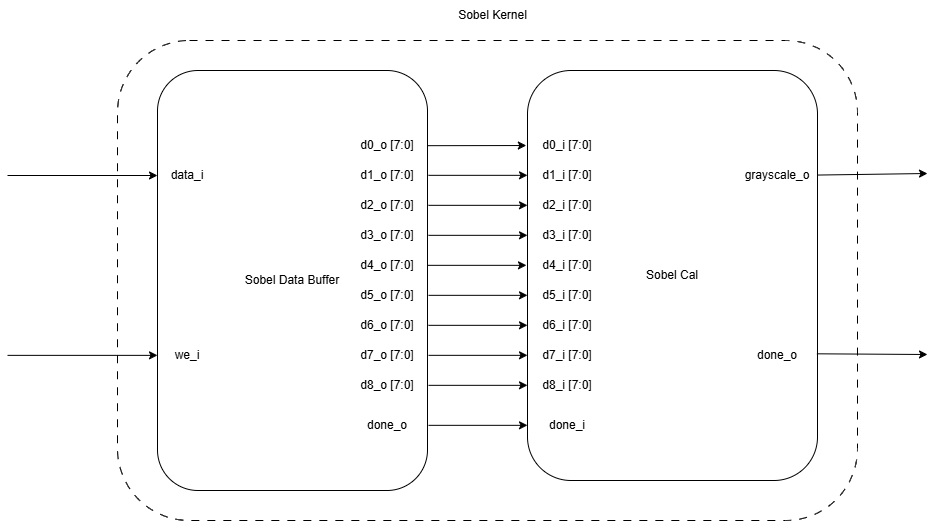 Sobel Kernel
data_i
we_i
Sobel Data Buffer
d0_o [7:0]
d1_o [7:0]
d2_o [7:0]
d3_o [7:0]
d4_o [7:0]
d5_o [7:0]
d6_o [7:0]
d7_o [7:0]
d8_o [7:0]
done_o
d0_i [7:0]
d1_i [7:0]
d2_i [7:0]
d3_i [7:0]
d4_i [7:0]
d5_i [7:0]
d6_i [7:0]
d7_i [7:0]
d8_i [7:0]
done_i
Sobel Cal
grayscale_o
done_o